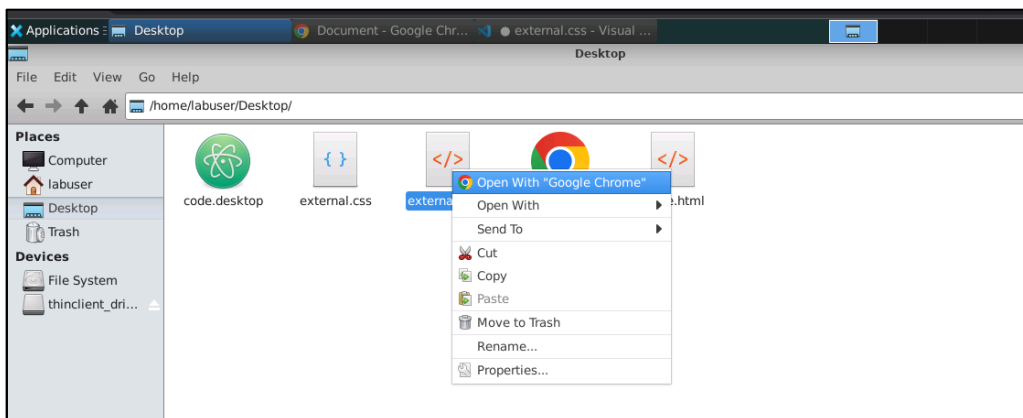 Applications Desktop Document - Google Chr... external.css - Visual ...
Desktop
File Edit View Go Help
/home/labuser/Desktop/
Places
Computer
labuser
Desktop
Trash
Devices
File System
thinclient_dri...
</>
{ }
</>
code.desktop external.css externa .html
Open With "Google Chrome"
Open With
Send To
Cut
Copy
Paste
Move to Trash
Rename...
Properties...